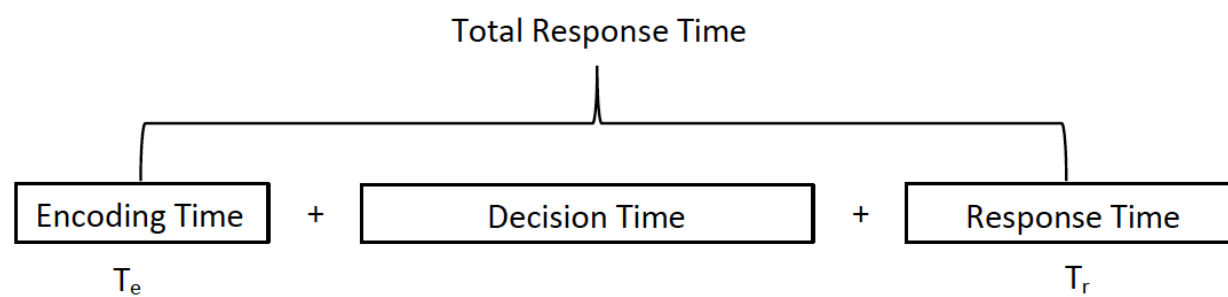 Total Response Time
Encoding Time + Decision Time + Response Time
Te Tr